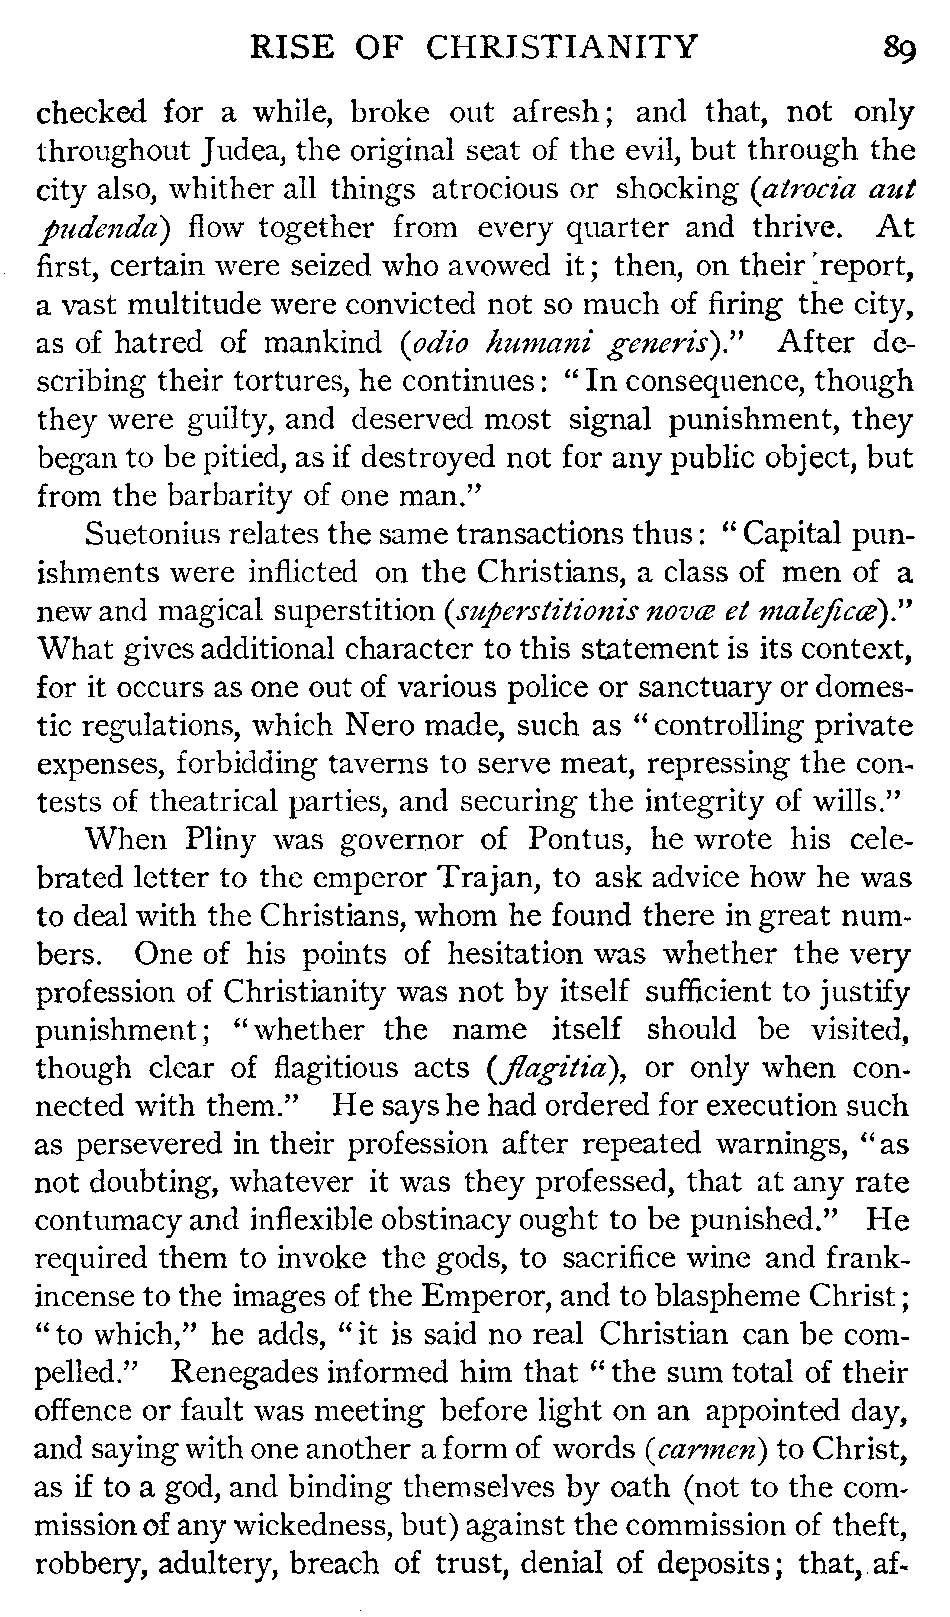 RISE OF CHRISTIANITY 89
checked for a while, broke out afresh; and that, not only
throughout Judea, the original seat of the evil, but through the
city also, whither all things atrocious or shocking (atrocia aut
pudenda) flow together from every quarter and thrive. At
first, certain were seized who avowed it; then, on their report,
a vast multitude were convicted not so much of firing the city,
as of hatred of mankind (odio humani generis)." After de-
scribing their tortures, he continues: "In consequence, though
they were guilty, and deserved most signal punishment, they
began to be pitied, as if destroyed not for any public object, but
from the barbarity of one man."
Suetonius relates the same transactions thus: "Capital pun-
ishments were inflicted on the Christians, a class of men of a
new and magical superstition (superstitionis novæ et maleficæ)."
What gives additional character to this statement is its context,
for it occurs as one out of various police or sanctuary or domes-
tic regulations, which Nero made, such as "controlling private
expenses, forbidding taverns to serve meat, repressing the con-
tests of theatrical parties, and securing the integrity of wills."
When Pliny was governor of Pontus, he wrote his cele-
brated letter to the emperor Trajan, to ask advice how he was
to deal with the Christians, whom he found there in great num-
bers. One of his points of hesitation was whether the very
profession of Christianity was not by itself sufficient to justify
punishment; "whether the name itself should be visited,
though clear of flagitious acts (flagitia), or only when con-
nected with them." He says he had ordered for execution such
as persevered in their profession after repeated warnings, "as
not doubting, whatever it was they professed, that at any rate
contumacy and inflexible obstinacy ought to be punished." He
required them to invoke the gods, to sacrifice wine and frank-
incense to the images of the Emperor, and to blaspheme Christ;
"to which," he adds, "it is said no real Christian can be com-
pelled." Renegades informed him that "the sum total of their
offence or fault was meeting before light on an appointed day,
and saying with one another a form of words (carmen) to Christ,
as if to a god, and binding themselves by oath (not to the com-
mission of any wickedness, but) against the commission of theft,
robbery, adultery, breach of trust, denial of deposits; that, af-